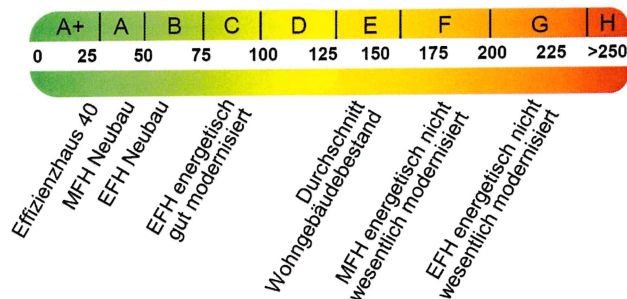 A+ A B C D E F G H
0 25 50 75 100 125 150 175 200 225 >250
Effizienzhaus 40
MFH Neubau
EFH Neubau
EFH energetisch
gut modernisiert
Durchschnitt
Wohngebäudebestand
MFH energetisch nicht
wesentlich modernisiert
EFH energetisch nicht
wesentlich modernisiert